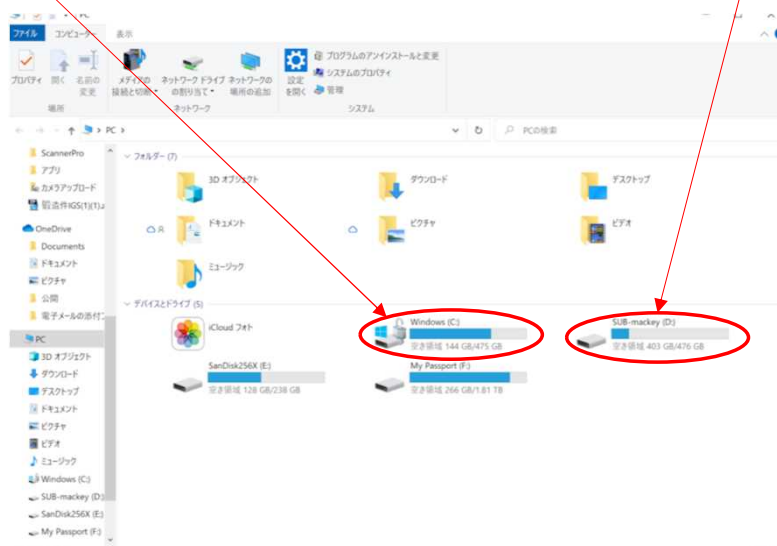 PC
ファイル コンピューター 表示
プロパティ 開く 名前の変更
メディアの接続と切断 ネットワーク ドライブの割り当て ネットワークの場所の追加
設定を開く
プログラムのアンインストールと変更
システムのプロパティ
管理
場所 ネットワーク システム
PC
PCの検索
ScannerPro
アプリ
カメラアップロード
鍛造件IGS(1)(1).z
OneDrive
Documents
ドキュメント
ピクチャ
公開
電子メールの添付フ
PC
3D オブジェクト
ダウンロード
デスクトップ
ドキュメント
ピクチャ
ビデオ
ミュージック
Windows (C:)
SUB-mackey (D:)
SanDisk256X (E:)
My Passport (F:)
フォルダー (7)
3D オブジェクト ダウンロード デスクトップ
ドキュメント ピクチャ ビデオ
ミュージック
デバイスとドライブ (5)
iCloud フォト
Windows (C:)
空き領域 144 GB/475 GB
SUB-mackey (D:)
空き領域 403 GB/476 GB
SanDisk256X (E:)
空き領域 128 GB/238 GB
My Passport (F:)
空き領域 266 GB/1.81 TB